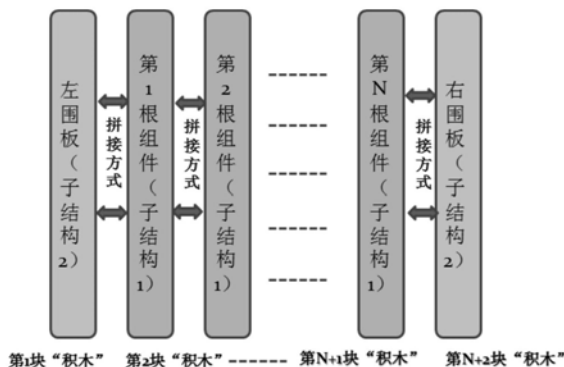 左围板（子结构2）
拼接方式
第1根组件（子结构1）
拼接方式
第2根组件（子结构1）
第N根组件（子结构1）
拼接方式
右围板（子结构2）
第1块“积木”
第2块“积木”
第N+1块“积木”
第N+2块“积木”